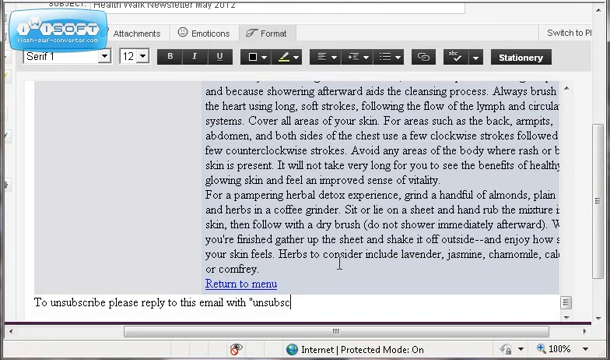 SUBJECT: Health Walk Newsletter May 2012
iWiSOFT
flash-swf-converter.com
Attachments Emoticons Format Switch to Pl
Serif 1 12 B I U abc Stationery
and because showering afterward aids the cleansing process. Always brush
the heart using long, soft strokes, following the flow of the lymph and circula
systems. Cover all areas of your skin. For areas such as the back, armpits,
abdomen, and both sides of the chest use a few clockwise strokes followed
few counterclockwise strokes. Avoid any areas of the body where rash or b
skin is present. It will not take very long for you to see the benefits of healthy
glowing skin and feel an improved sense of vitality.
For a pampering herbal detox experience, grind a handful of almonds, plain
and herbs in a coffee grinder. Sit or lie on a sheet and hand rub the mixture i
skin, then follow with a dry brush (do not shower immediately afterward). W
you're finished gather up the sheet and shake it off outside--and enjoy how s
your skin feels. Herbs to consider include lavender, jasmine, chamomile, cal
or comfrey.
Return to menu
To unsubscribe please reply to this email with "unsubsc
Internet | Protected Mode: On 100%